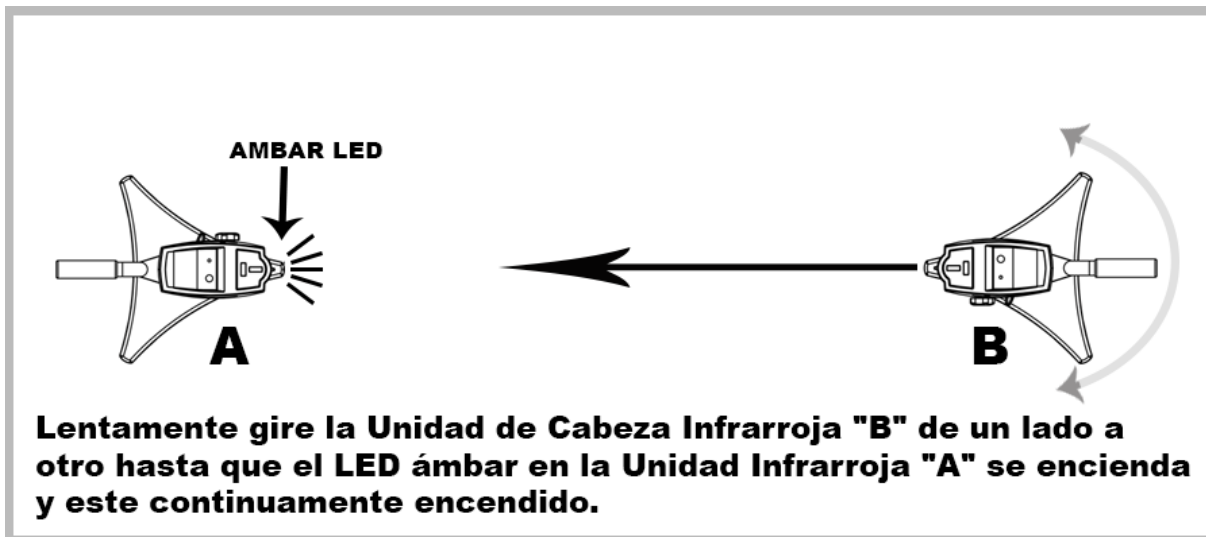 AMBAR LED
A
B
Lentamente gire la Unidad de Cabeza Infrarroja "B" de un lado a
otro hasta que el LED ámbar en la Unidad Infrarroja "A" se encienda
y este continuamente encendido.